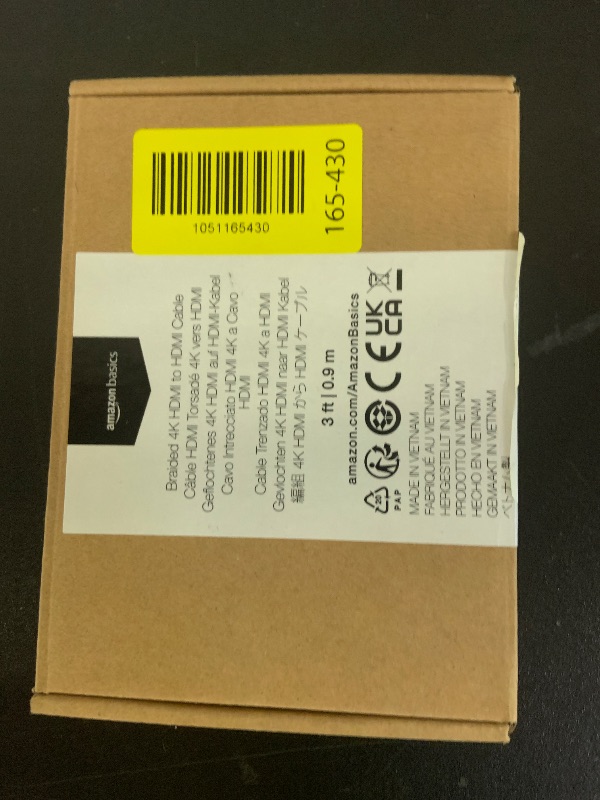 1051165430
165-430
amazon basics
Braided 4K HDMI to HDMI Cable
Câble HDMI Torsadé 4K vers HDMI
Geflochtenes 4K HDMI auf HDMI-Kabel
Cavo Intrecciato HDMI 4K a Cavo
HDMI
Cable Trenzado HDMI 4K a HDMI
Gevlochten 4K HDMI naar HDMI Kabel
編組 4K HDMI から HDMI ケーブル
3 ft | 0.9 m
amazon.com/AmazonBasics
20
PAP
CE
UK
CA
MADE IN VIETNAM
FABRIQUÉ AU VIETNAM
HERGESTELLT IN VIETNAM
PRODOTTO IN VIETNAM
HECHO EN VIETNAM
GEMAAKT IN VIETNAM
ベトナム製